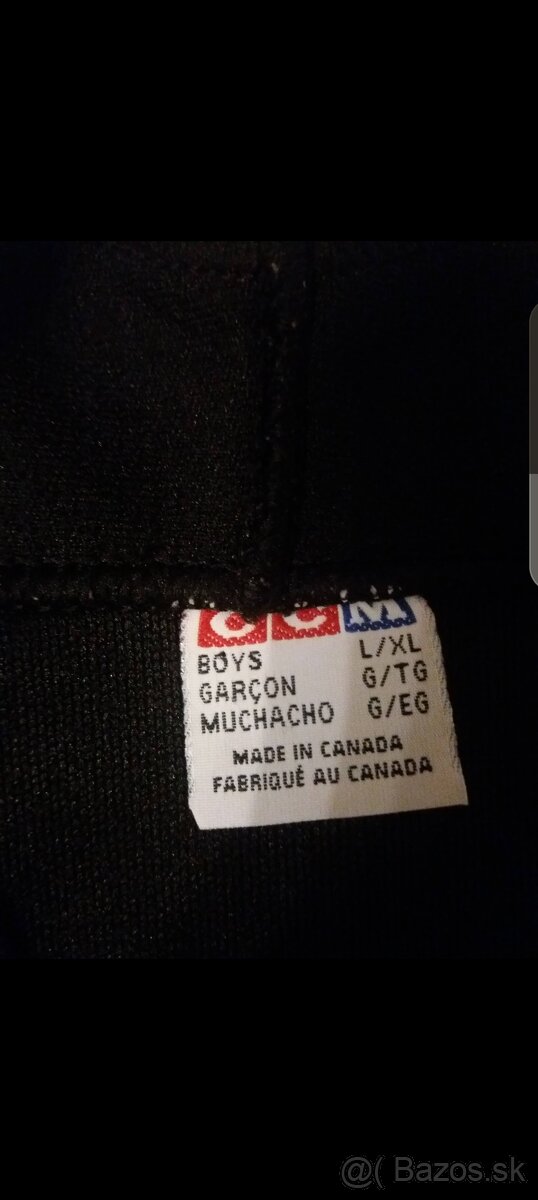 CCM
BOYS L/XL
GARÇON G/TG
MUCHACHO G/EG
MADE IN CANADA
FABRIQUÉ AU CANADA
@( Bazos.sk